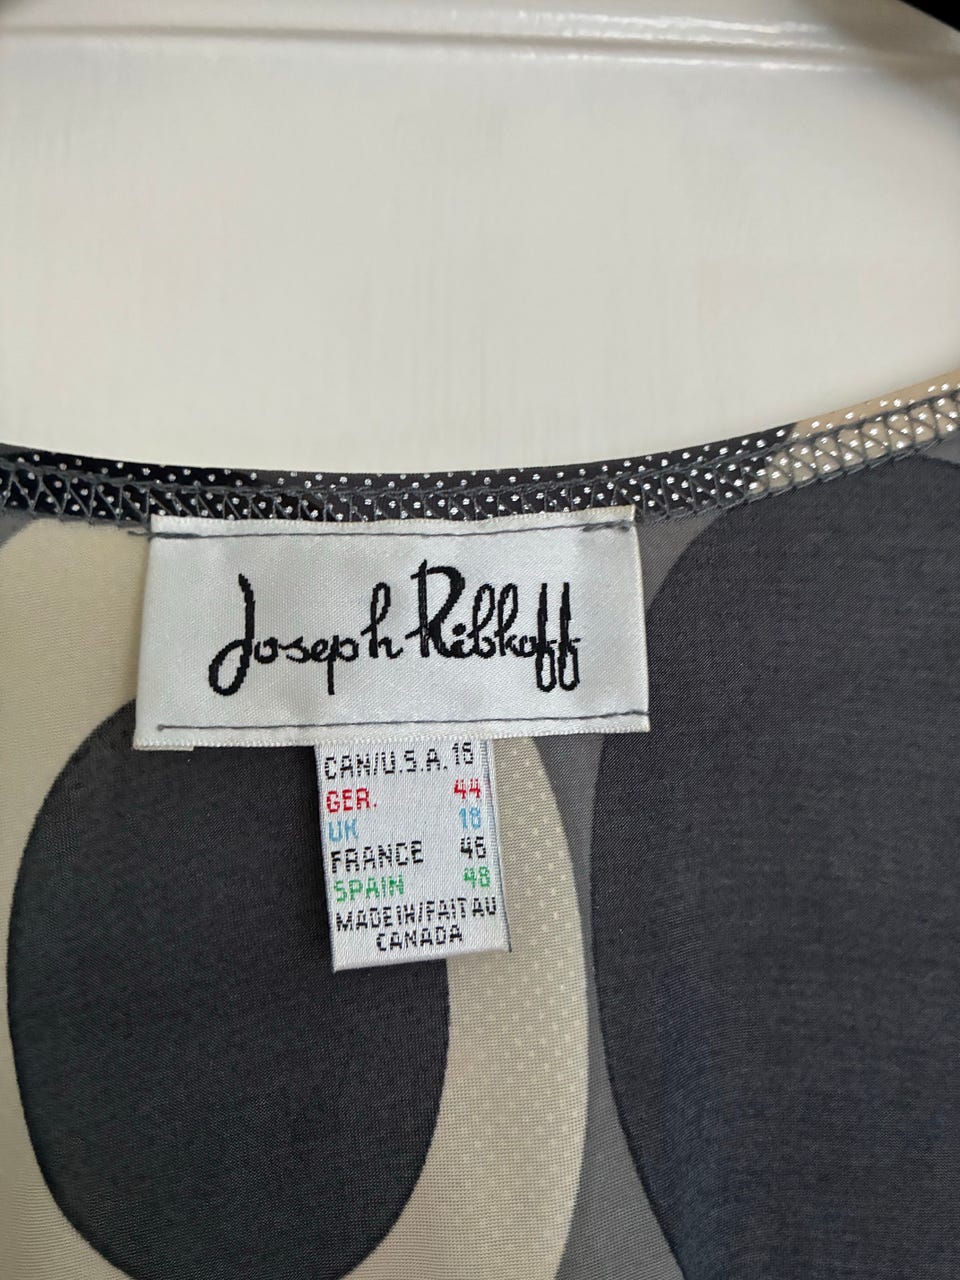 Joseph Ribkoff
CAN/U.S.A. 16
GER. 44
UK 18
FRANCE 46
SPAIN 48
MADE IN/FAIT AU
CANADA